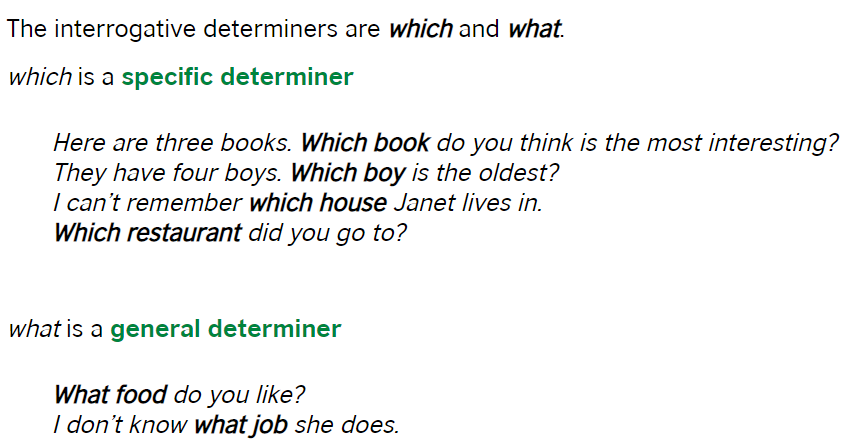 The interrogative determiners are which and what.
which is a specific determiner
Here are three books. Which book do you think is the most interesting?
They have four boys. Which boy is the oldest?
I can't remember which house Janet lives in.
Which restaurant did you go to?
what is a general determiner
What food do you like?
I don't know what job she does.